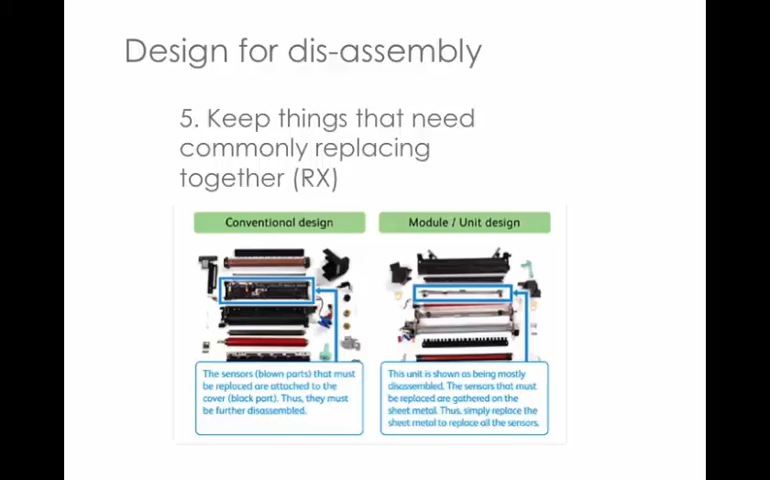 Design for dis-assembly
5. Keep things that need
commonly replacing
together (RX)
Conventional design
Module / Unit design
The sensors (blown parts) that must
be replaced are attached to the
cover (black part). Thus, they must
be further disassembled.
This unit is shown as being mostly
disassembled. The sensors that must
be replaced are gathered on the
sheet metal. Thus, simply replace the
sheet metal to replace all the sensors.